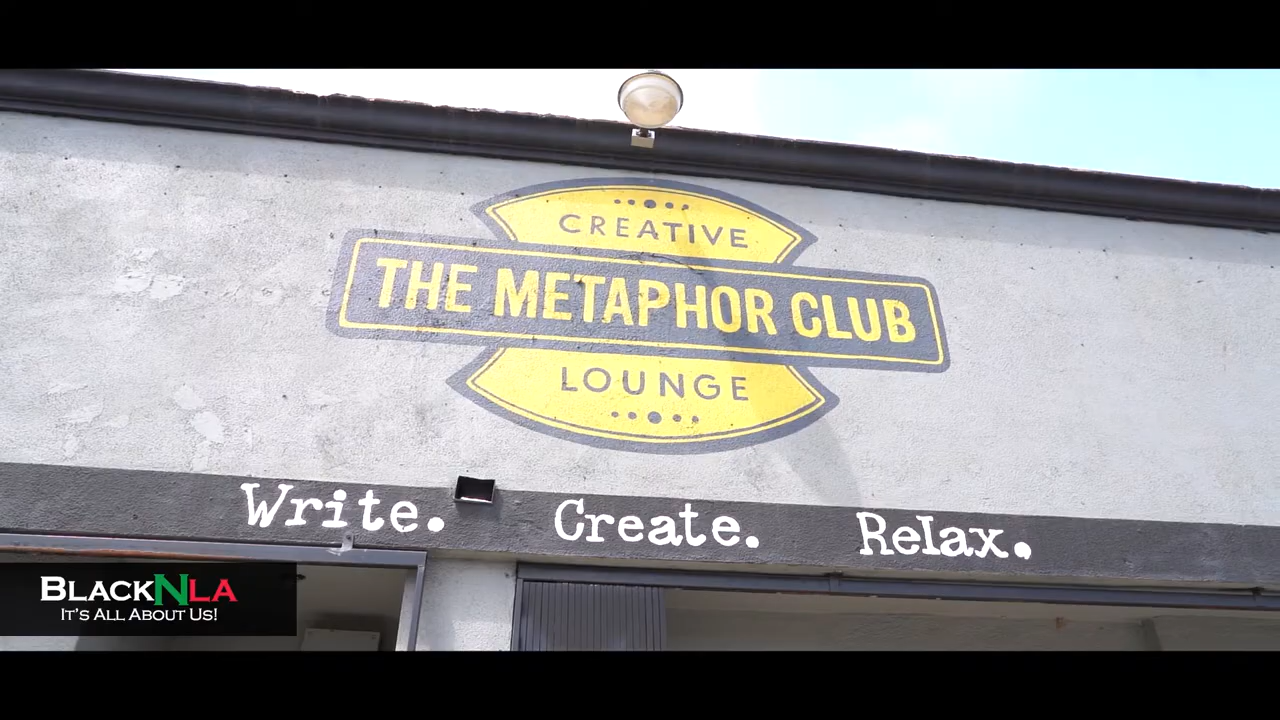 CREATIVE
THE METAPHOR CLUB
LOUNGE
Write. Create. Relax.
BLACKNLA
IT'S ALL ABOUT US!